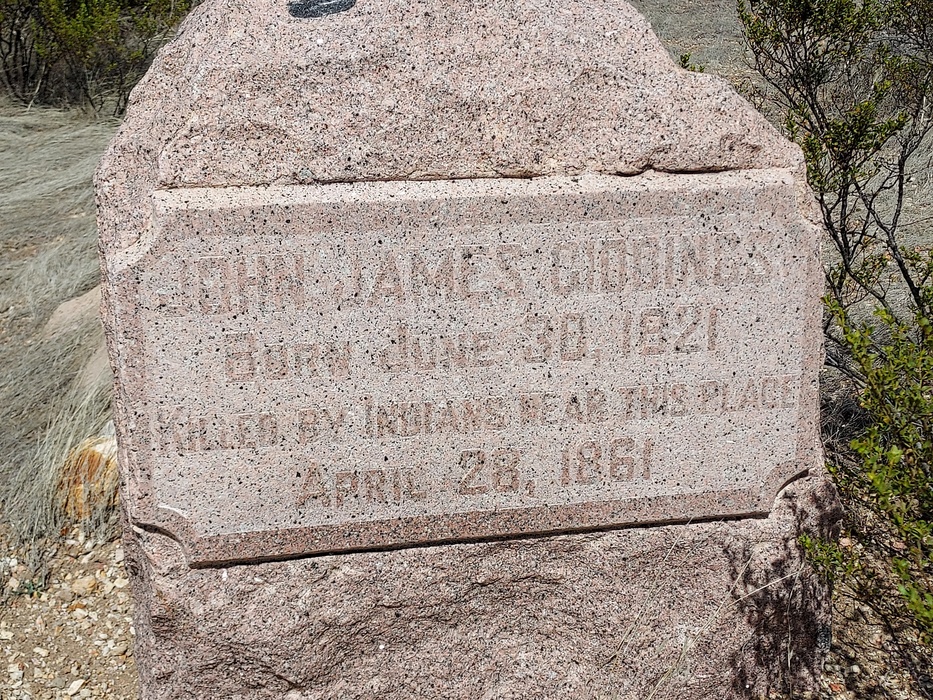 JOHN JAMES GIDDINGS
BORN JUNE 30, 1821
KILLED BY INDIANS NEAR THIS PLACE
APRIL 28, 1861